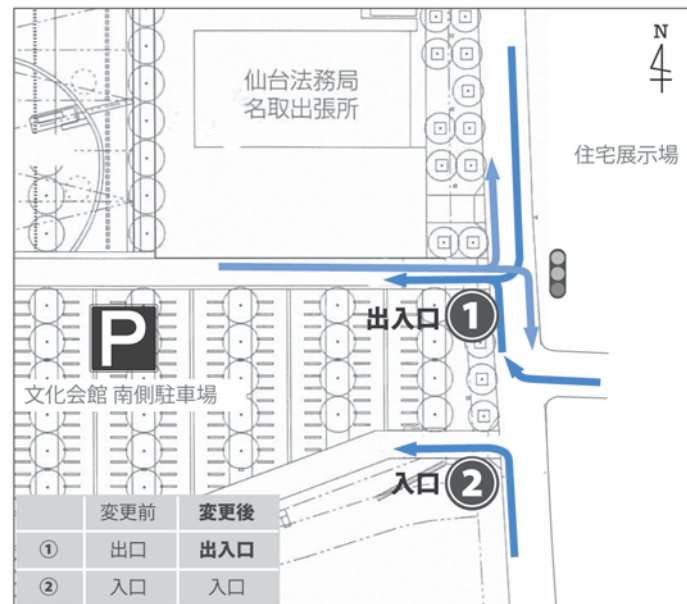 N
仙台法務局
名取出張所
住宅展示場
出入口 1
P
文化会館 南側駐車場
入口 2
変更前 変更後
① 出口 出入口
② 入口 入口